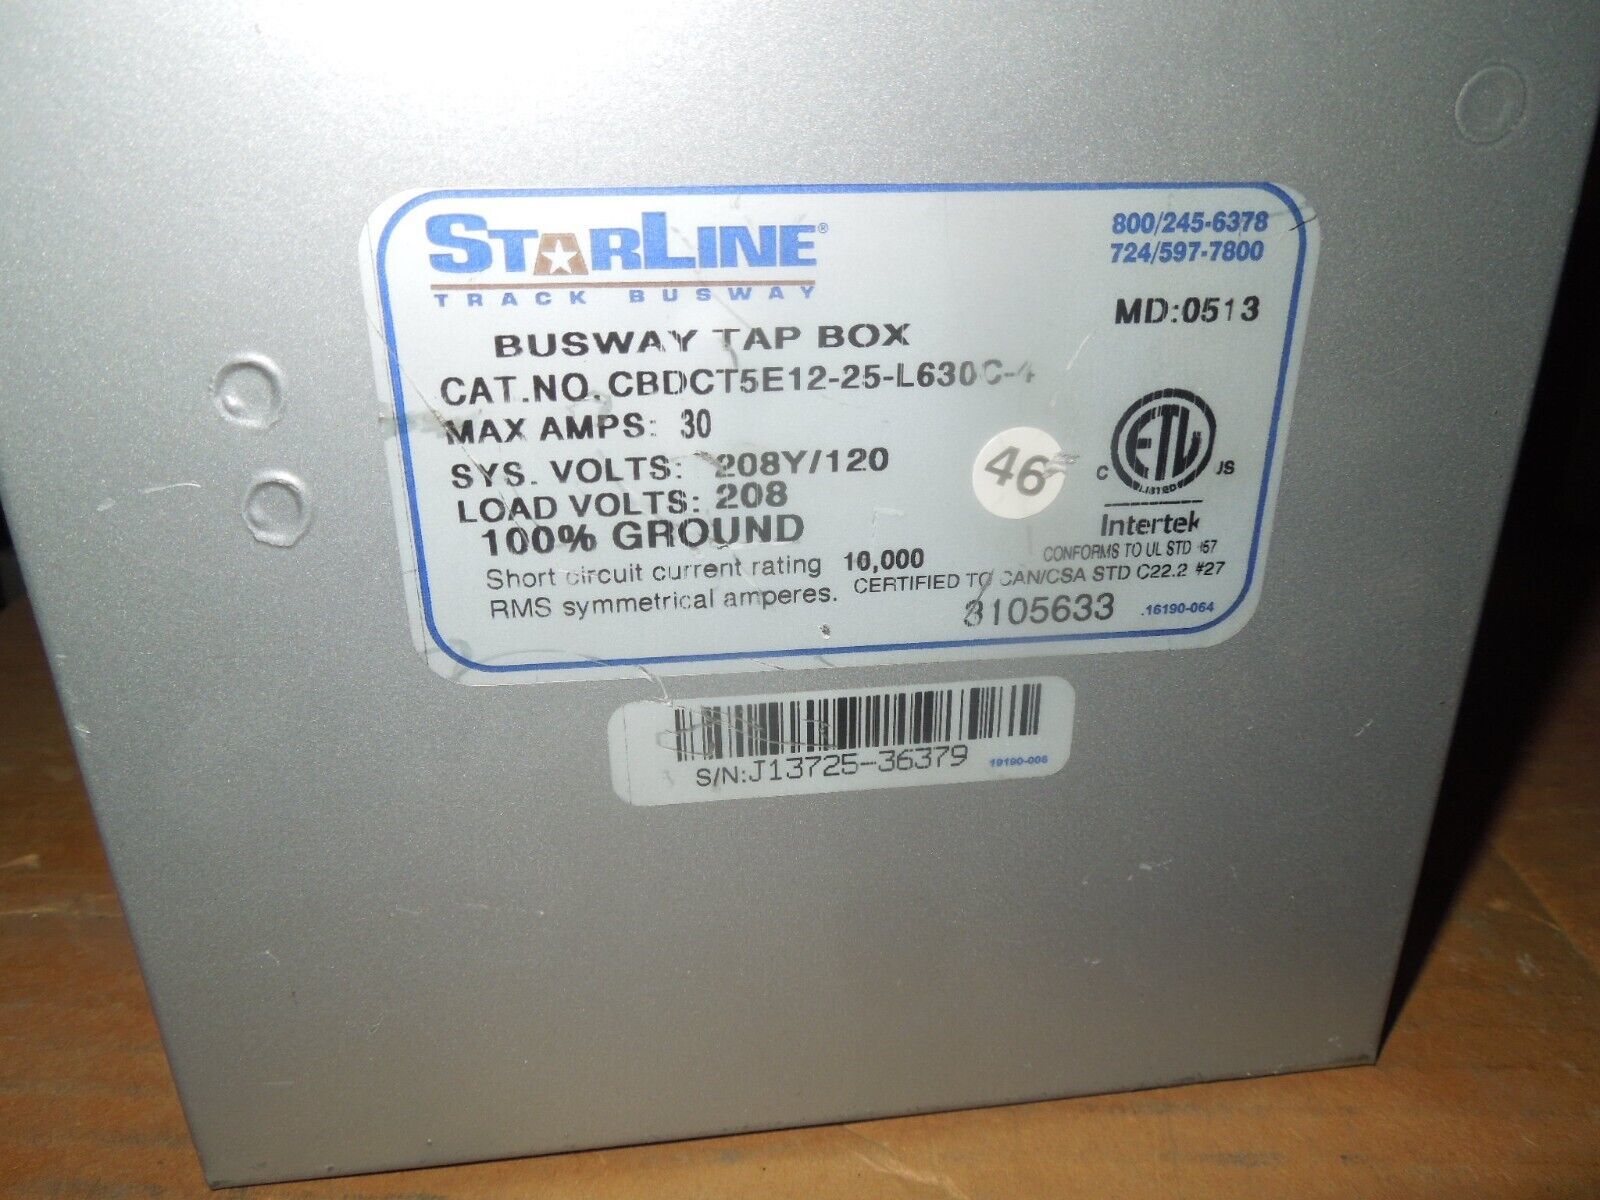 STARLINE®
TRACK BUSWAY
800/245-6378
724/597-7800
MD:0513
BUSWAY TAP BOX
CAT.NO. CBDCT5E12-25-L630C-4
MAX AMPS: 30
SYS. VOLTS: 208Y/120
LOAD VOLTS: 208
100% GROUND
Short circuit current rating 10,000
RMS symmetrical amperes.
46
ETL
LISTED
C US
Intertek
CONFORMS TO UL STD
CERTIFIED TO CAN/CSA STD C22.2 #27
3105633
.16190-064
S/N:J13725-36379
19190-006